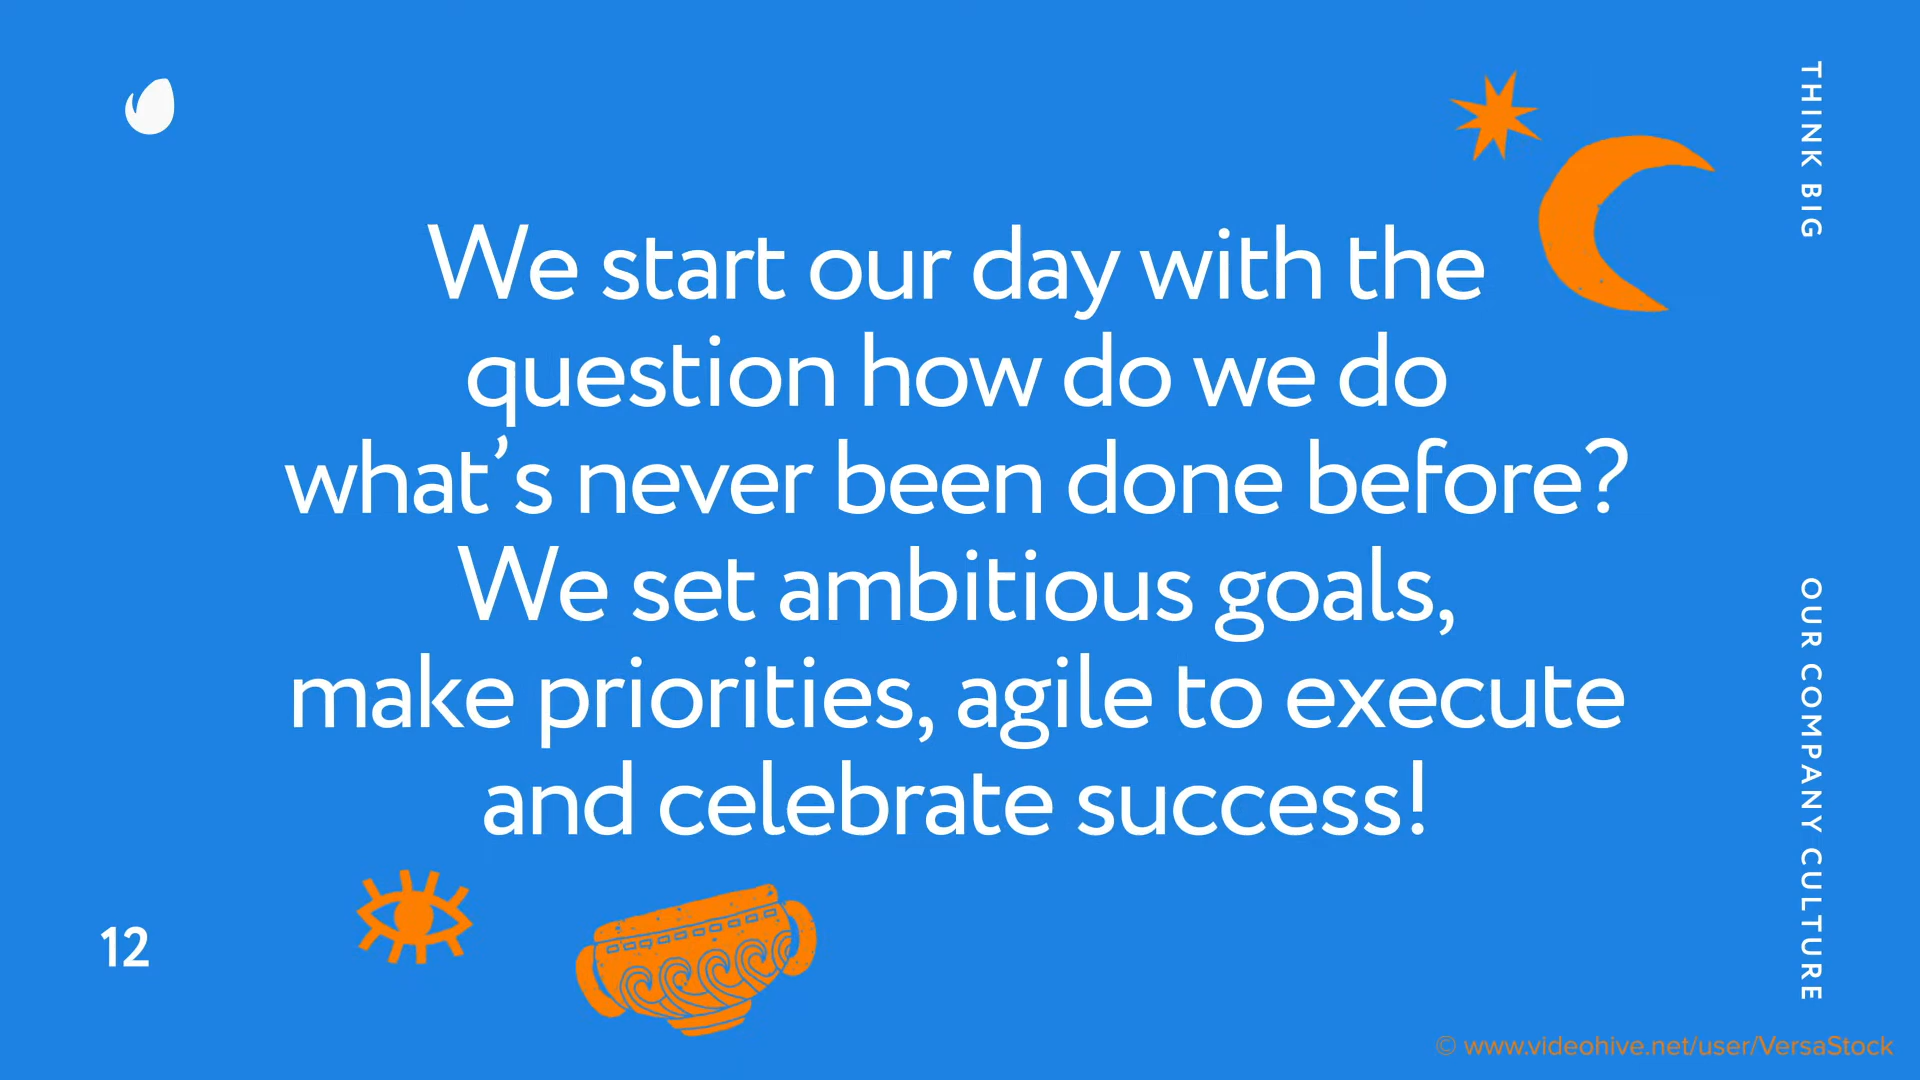 THINK BIG
We start our day with the
question how do we do
what’s never been done before?
We set ambitious goals,
make priorities, agile to execute
and celebrate success!
OUR COMPANY CULTURE
12
© www.videohive.net/user/VersaStock